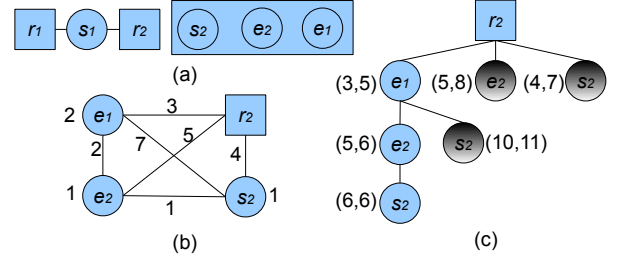 r1 s1 r2 s2 e2 e1
(a)
r2
(3,5) e1 (5,8) e2 (4,7) s2
2 e1 3 r2
5
7
2 4
(5,6) e2 s2 (10,11)
1 e2 1 s2 1
(6,6) s2
(b) (c)